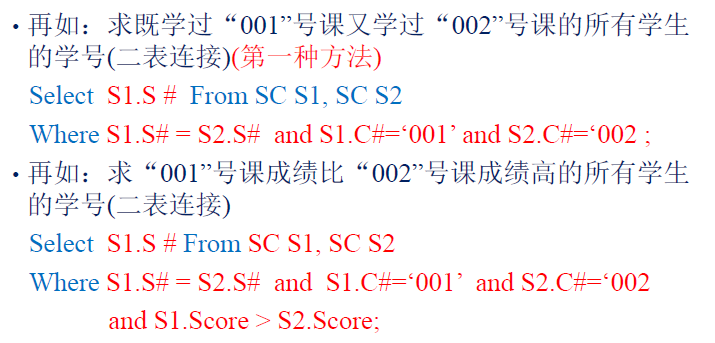 • 再如：求既学过“001”号课又学过“002”号课的所有学生
的学号(二表连接)(第一种方法)
Select S1.S # From SC S1, SC S2
Where S1.S# = S2.S# and S1.C#=‘001’ and S2.C#=‘002 ;
• 再如：求“001”号课成绩比“002”号课成绩高的所有学生
的学号(二表连接)
Select S1.S # From SC S1, SC S2
Where S1.S# = S2.S# and S1.C#=‘001’ and S2.C#=‘002
and S1.Score > S2.Score;